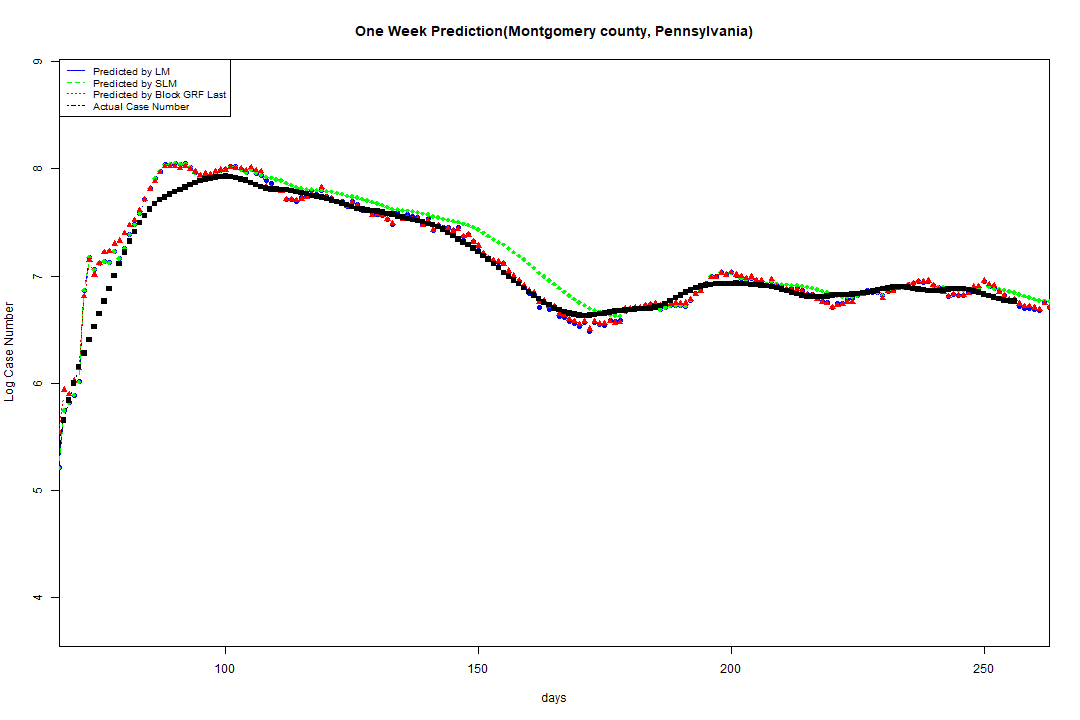 One Week Prediction(Montgomery county, Pennsylvania)
Predicted by LM
Predicted by SLM
Predicted by Block GRF Last
Actual Case Number
9
8
7
6
5
4
Log Case Number
100 150 200 250
days